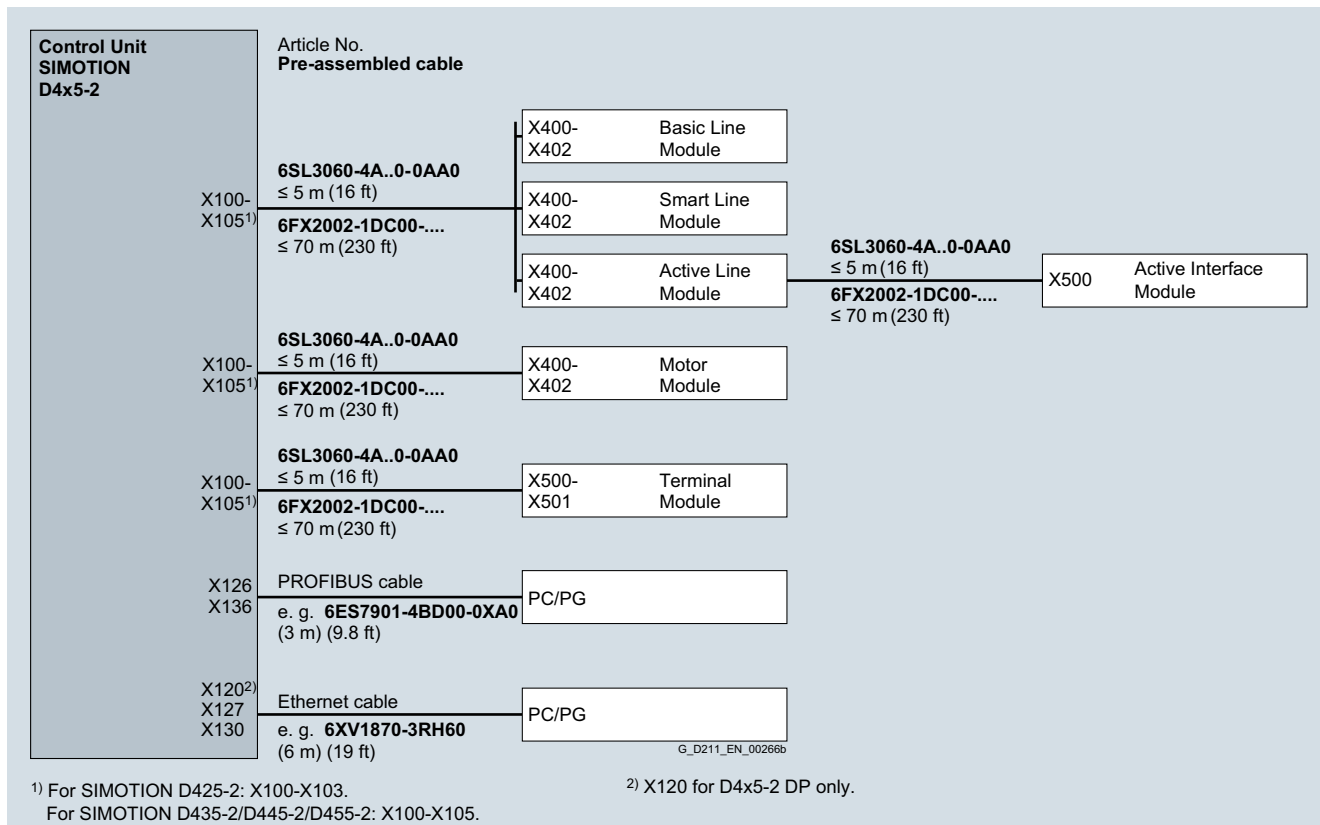 Control Unit
SIMOTION
D4x5-2
Article No.
Pre-assembled cable
X100-
X105¹⁾
6SL3060-4A..0-0AA0
≤ 5 m (16 ft)
6FX2002-1DC00-....
≤ 70 m (230 ft)
X400- Basic Line
X402 Module
X400- Smart Line
X402 Module
X400- Active Line
X402 Module
6SL3060-4A..0-0AA0
≤ 5 m (16 ft)
6FX2002-1DC00-....
≤ 70 m (230 ft)
X500 Active Interface
Module
X100-
X105¹⁾
6SL3060-4A..0-0AA0
≤ 5 m (16 ft)
6FX2002-1DC00-....
≤ 70 m (230 ft)
X400- Motor
X402 Module
X100-
X105¹⁾
6SL3060-4A..0-0AA0
≤ 5 m (16 ft)
6FX2002-1DC00-....
≤ 70 m (230 ft)
X500- Terminal
X501 Module
X126
X136
PROFIBUS cable
e. g. 6ES7901-4BD00-0XA0
(3 m) (9.8 ft)
PC/PG
X120²⁾
X127
X130
Ethernet cable
e. g. 6XV1870-3RH60
(6 m) (19 ft)
PC/PG
G_D211_EN_00266b
¹⁾ For SIMOTION D425-2: X100-X103.
For SIMOTION D435-2/D445-2/D455-2: X100-X105.
²⁾ X120 for D4x5-2 DP only.